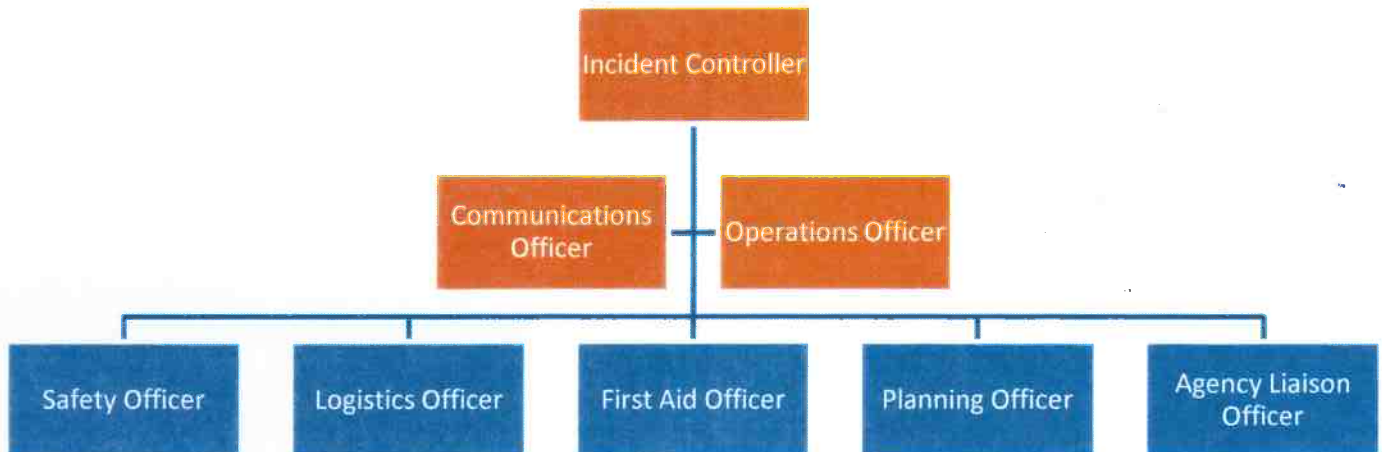 Incident Controller
Communications
Officer
Operations Officer
Safety Officer
Logistics Officer
First Aid Officer
Planning Officer
Agency Liaison
Officer